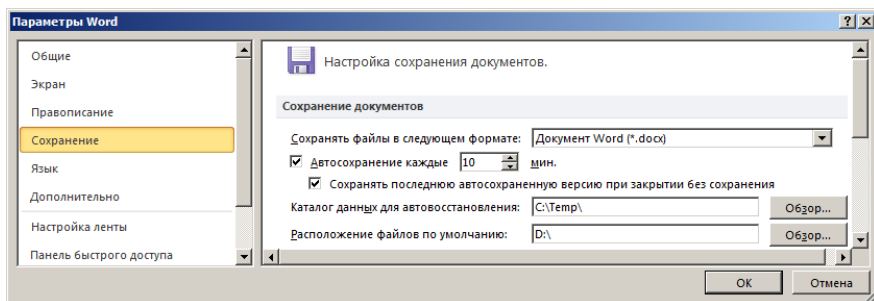 Параметры Word
Общие
Экран
Правописание
Сохранение
Язык
Дополнительно
Настройка ленты
Панель быстрого доступа
Настройка сохранения документов.
Сохранение документов
Сохранять файлы в следующем формате: Документ Word (*.docx)
Автосохранение каждые 10 мин.
Сохранять последнюю автосохраненную версию при закрытии без сохранения
Каталог данных для автовосстановления: C:\Temp\ Обзор...
Расположение файлов по умолчанию: D:\ Обзор...
ОК Отмена